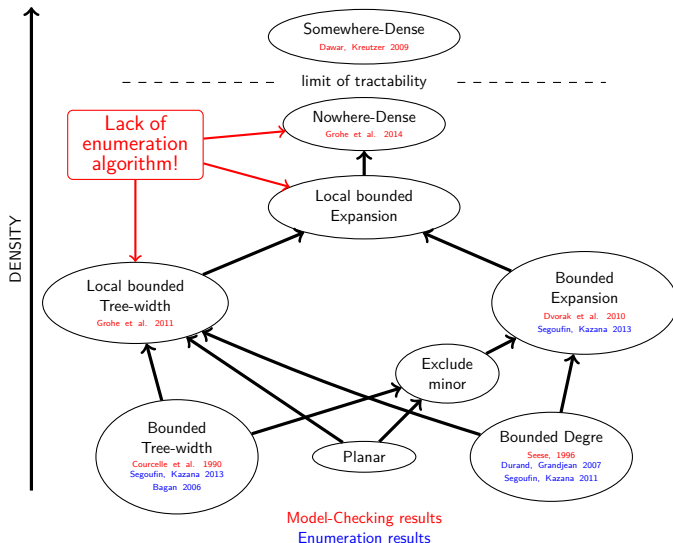 Somewhere-Dense
Dawar, Kreutzer 2009
limit of tractability
Nowhere-Dense
Grohe et al. 2014
Lack of
enumeration
algorithm!
Local bounded
Expansion
DENSITY
Local bounded
Tree-width
Grohe et al. 2011
Bounded
Expansion
Dvorak et al. 2010
Segoufin, Kazana 2013
Exclude
minor
Bounded
Tree-width
Courcelle et al. 1990
Segoufin, Kazana 2013
Bagan 2006
Planar
Bounded Degre
Seese, 1996
Durand, Grandjean 2007
Segoufin, Kazana 2011
Model-Checking results
Enumeration results